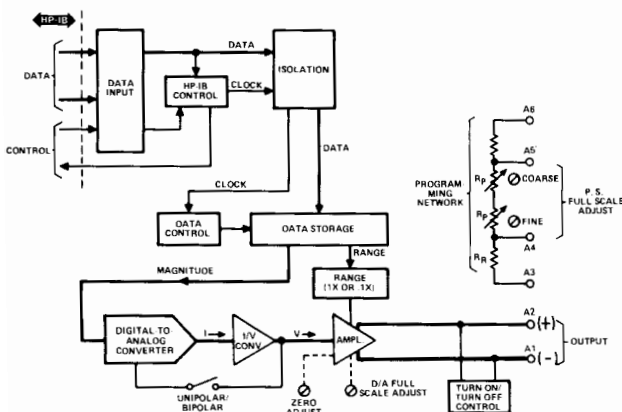 HP-IB
DATA
CONTROL
DATA
INPUT
DATA
HP-IB
CONTROL
CLOCK
ISOLATION
DATA
CLOCK
DATA
CONTROL
DATA STORAGE
RANGE
MAGNITUDE
RANGE
(1X OR .1X)
DIGITAL-TO-
ANALOG
CONVERTER
I
I/V
CONV.
V
AMPL.
UNIPOLAR/
BIPOLAR
ZERO
ADJUST
D/A FULL
SCALE ADJUST
A2
(+)
A1
(-)
OUTPUT
TURN ON/
TURN OFF
CONTROL
PROGRAM-
MING
NETWORK
A6
A5
RP
COARSE
RP
FINE
A4
RR
A3
P.S.
FULL SCALE
ADJUST